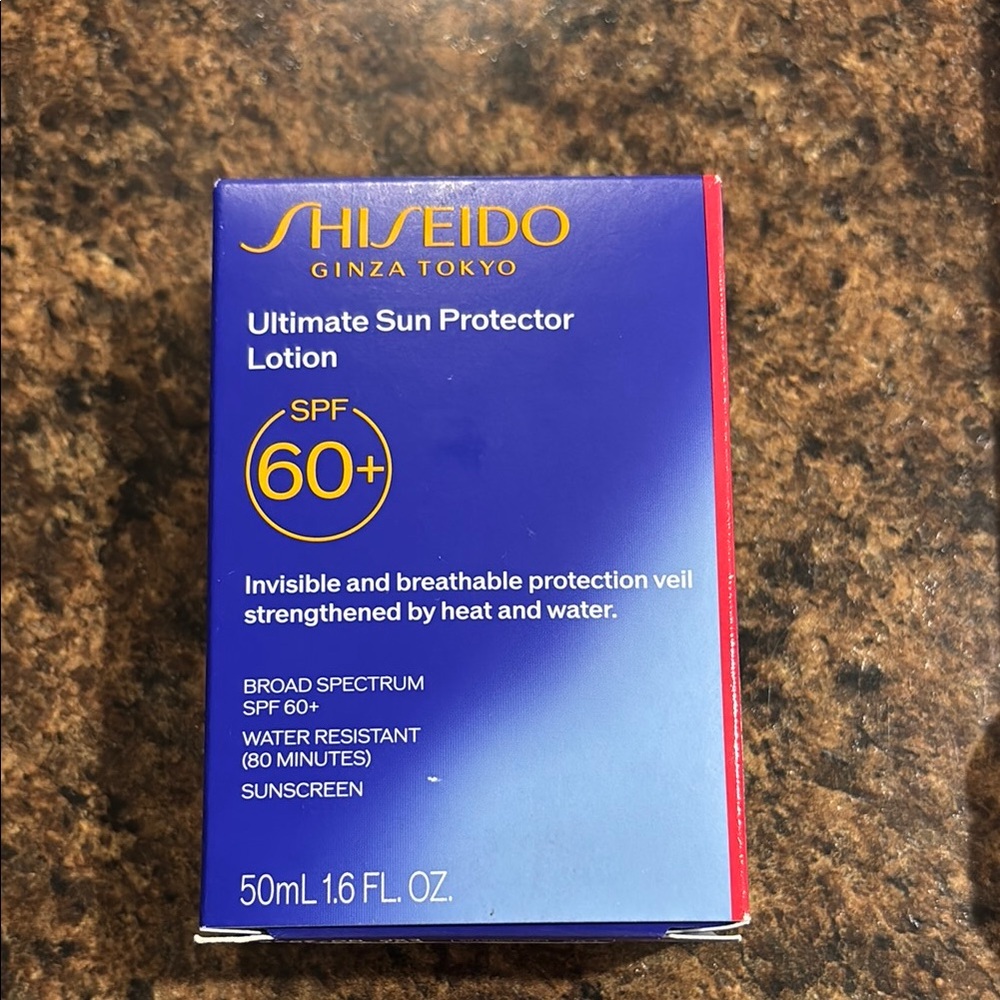 SHISEIDO
GINZA TOKYO
Ultimate Sun Protector
Lotion
SPF
60+
Invisible and breathable protection veil
strengthened by heat and water.
BROAD SPECTRUM
SPF 60+
WATER RESISTANT
(80 MINUTES)
SUNSCREEN
50mL 1.6 FL. OZ.